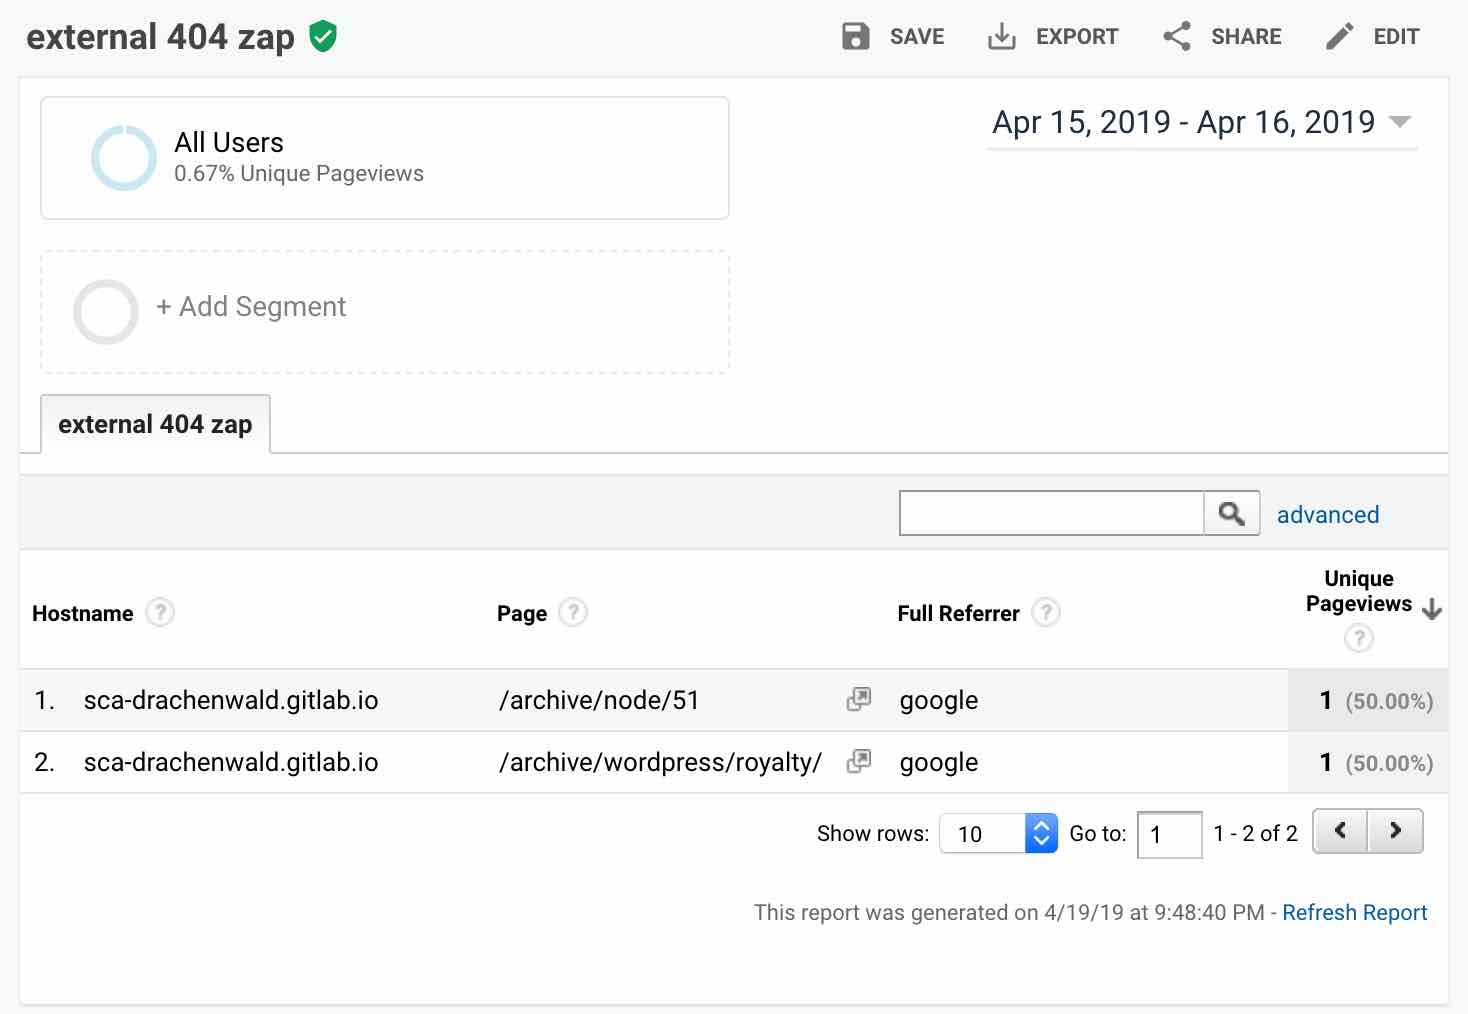 external 404 zap
SAVE
EXPORT
SHARE
EDIT
All Users
0.67% Unique Pageviews
Apr 15, 2019 - Apr 16, 2019
+ Add Segment
external 404 zap
advanced
Hostname ?
Page ?
Full Referrer ?
Unique
Pageviews
?
1. sca-drachenwald.gitlab.io /archive/node/51 google 1 (50.00%)
2. sca-drachenwald.gitlab.io /archive/wordpress/royalty/ google 1 (50.00%)
Show rows: 10 Go to: 1 1 - 2 of 2
This report was generated on 4/19/19 at 9:48:40 PM - Refresh Report